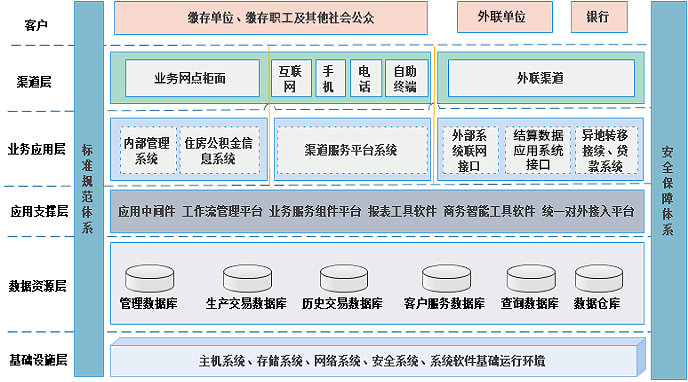 客户
缴存单位、缴存职工及其他社会公众
外联单位
银行
渠道层
业务网点柜面
互联
网
手
机
电
话
自助
终端
外联渠道
业务应用层
内部管理
系统
住房公积金信
息系统
渠道服务平台系统
外部系
统联网
接口
结算数据
应用系统
接口
异地转移
接续、贷
款系统
应用支撑层
应用中间件 工作流管理平台 业务服务组件平台 报表工具软件 商务智能工具软件 统一对外接入平台
数据资源层
管理数据库
生产交易数据库
历史交易数据库
客户服务数据库
查询数据库
数据仓库
基础设施层
主机系统、存储系统、网络系统、安全系统、系统软件基础运行环境
标准规范体系
安全保障体系